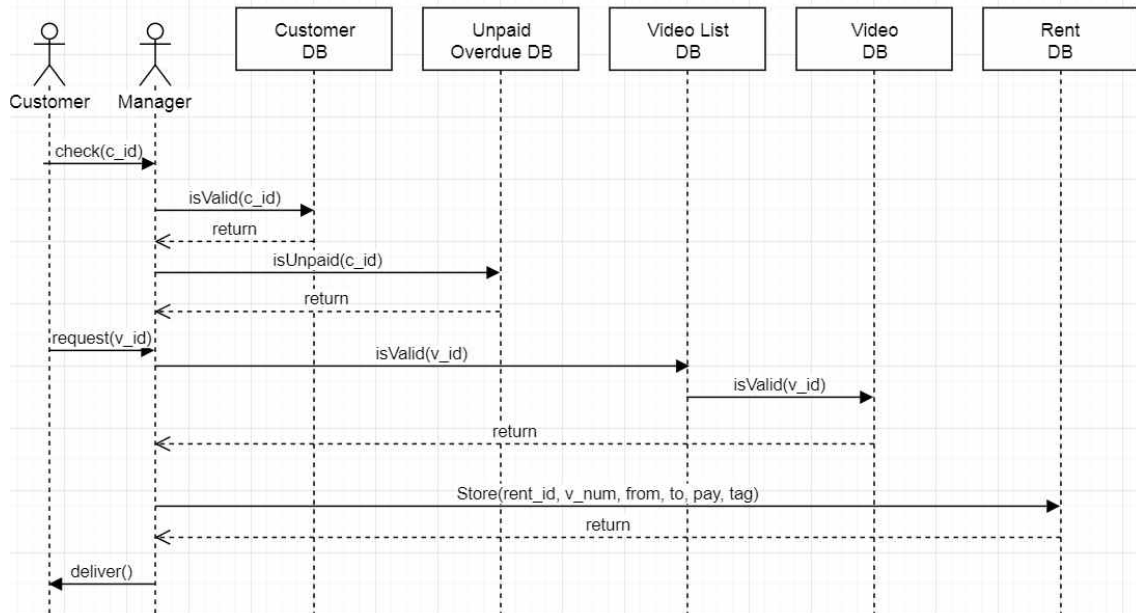 Customer
DB
Unpaid
Overdue DB
Video List
DB
Video
DB
Rent
DB
Customer
Manager
check(c_id)
isValid(c_id)
return
isUnpaid(c_id)
return
request(v_id)
isValid(v_id)
isValid(v_id)
return
Store(rent_id, v_num, from, to, pay, tag)
return
deliver()